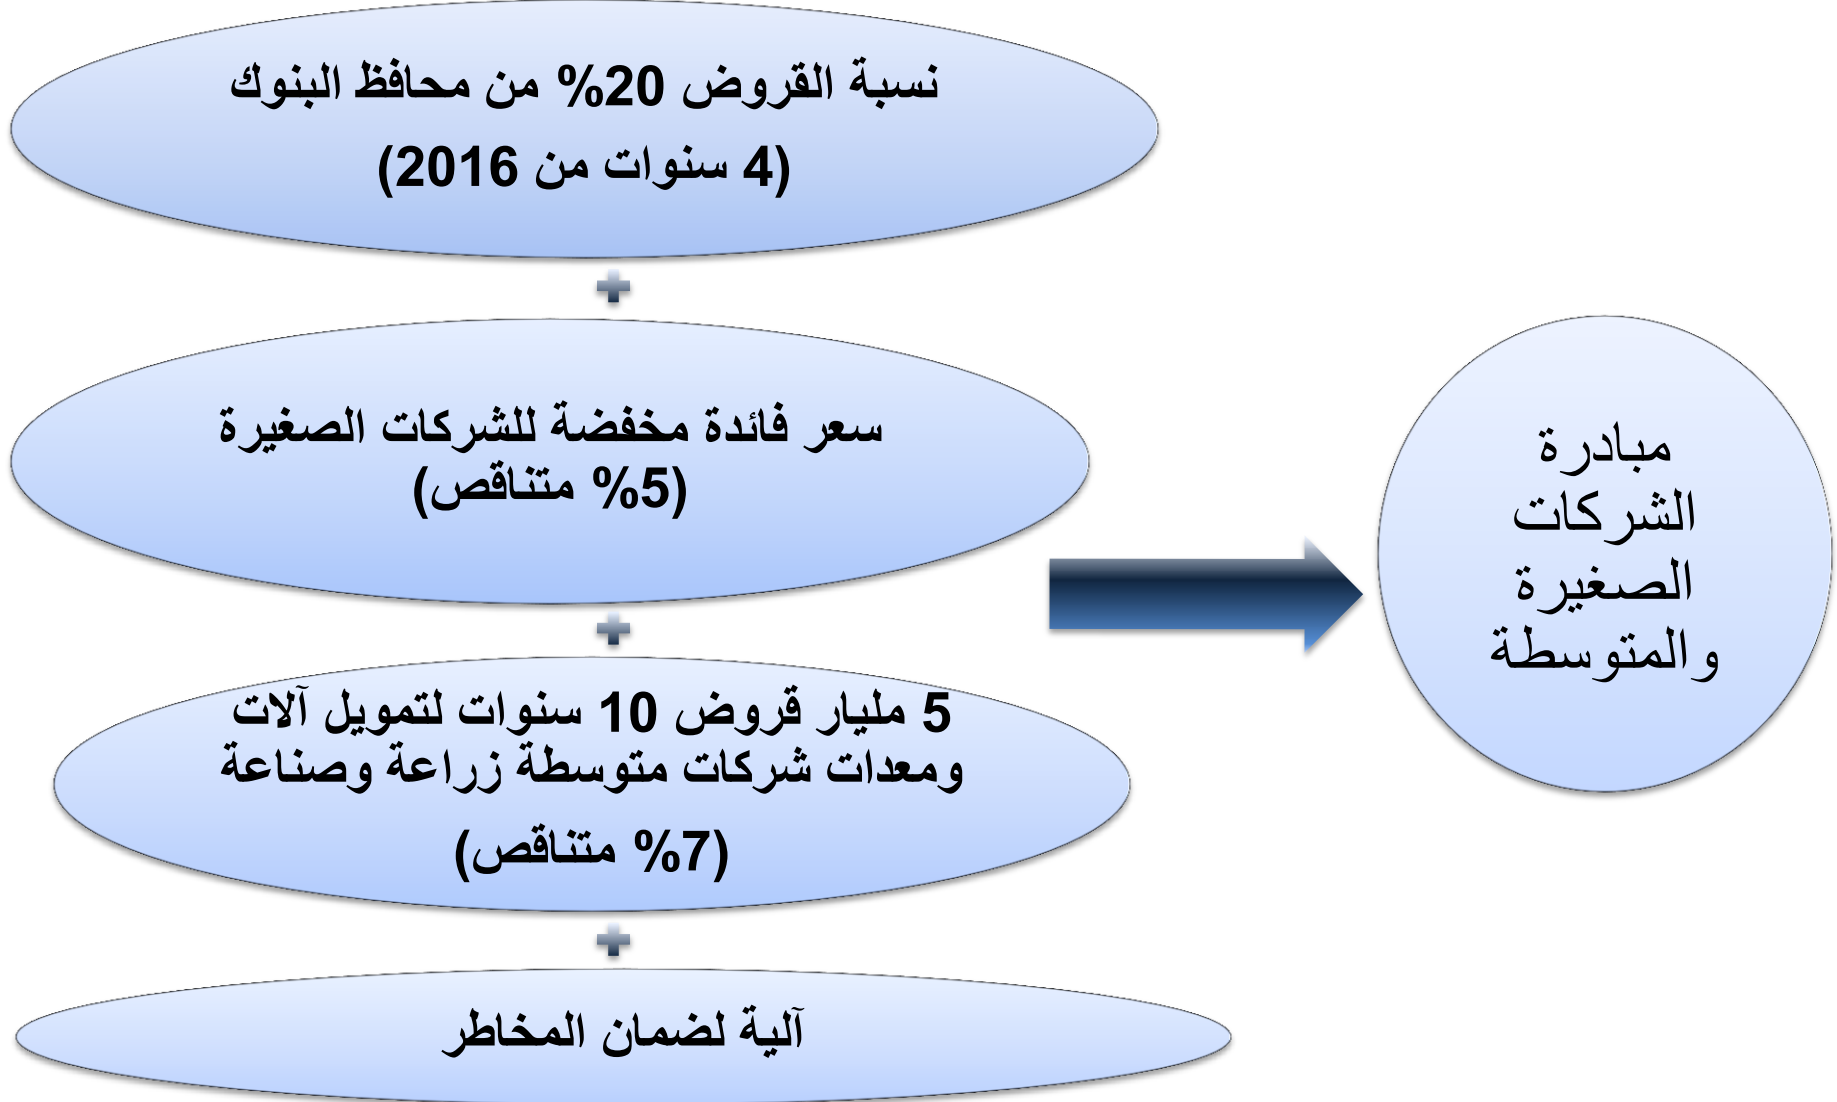 نسبة القروض 20% من محافظ البنوك
(4 سنوات من 2016)
سعر فائدة مخفضة للشركات الصغيرة
(5% متناقص)
5 مليار قروض 10 سنوات لتمويل آلات
ومعدات شركات متوسطة زراعة وصناعة
(7% متناقص)
آلية لضمان المخاطر
مبادرة
الشركات
الصغيرة
والمتوسطة